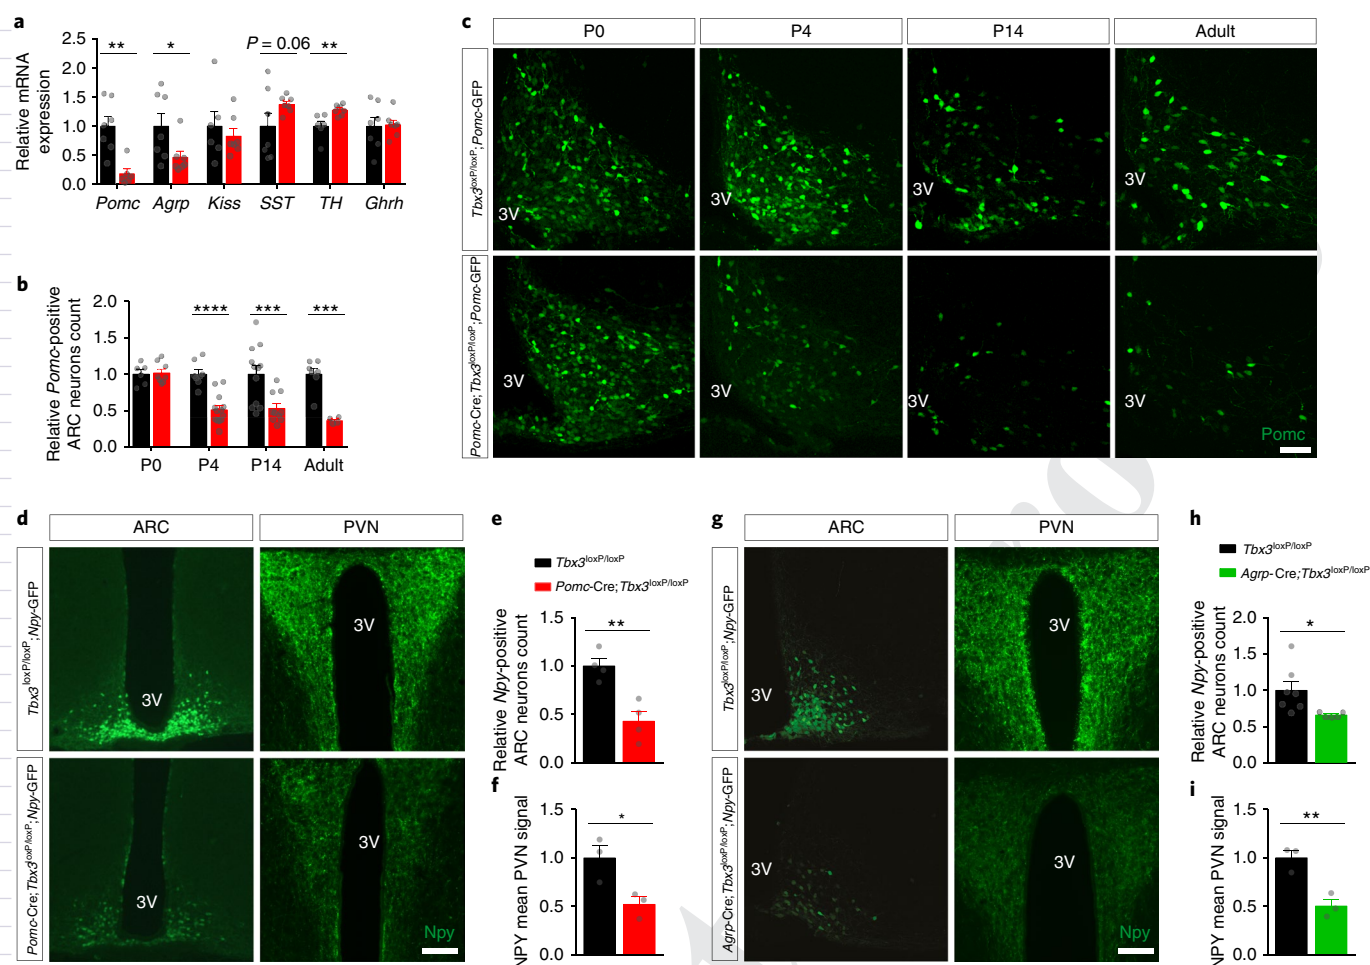 a
Relative mRNA
expression
2.5
2.0
1.5
1.0
0.5
0.0
** * P = 0.06 **
Pomc Agrp Kiss SST TH Ghrh
b
Relative Pomc-positive
ARC neurons count
2.0
1.5
1.0
0.5
0.0
**** *** ***
P0 P4 P14 Adult
c
P0 P4 P14 Adult
Tbx3loxP/loxP;Pomc-GFP
3V 3V 3V 3V
Pomc-Cre;Tbx3loxP/loxP;Pomc-GFP
3V 3V 3V 3V
Pomc
d
ARC PVN
Tbx3loxP/loxP;Npy-GFP
3V 3V
Pomc-Cre;Tbx3loxP/loxP;Npy-GFP
3V 3V
Npy
e
Tbx3loxP/loxP
Pomc-Cre;Tbx3loxP/loxP
Relative Npy-positive
ARC neurons count
1.5
1.0
0.5
0.0
**
f
NPY mean PVN signal
1.5
1.0
0.5
0.0
*
g
ARC PVN
Tbx3loxP/loxP;Npy-GFP
3V 3V
Agrp-Cre;Tbx3loxP/loxP;Npy-GFP
3V 3V
Npy
h
Tbx3loxP/loxP
Agrp-Cre;Tbx3loxP/loxP
Relative Npy-positive
ARC neurons count
2.0
1.5
1.0
0.5
0.0
*
i
NPY mean PVN signal
1.5
1.0
0.5
0.0
**